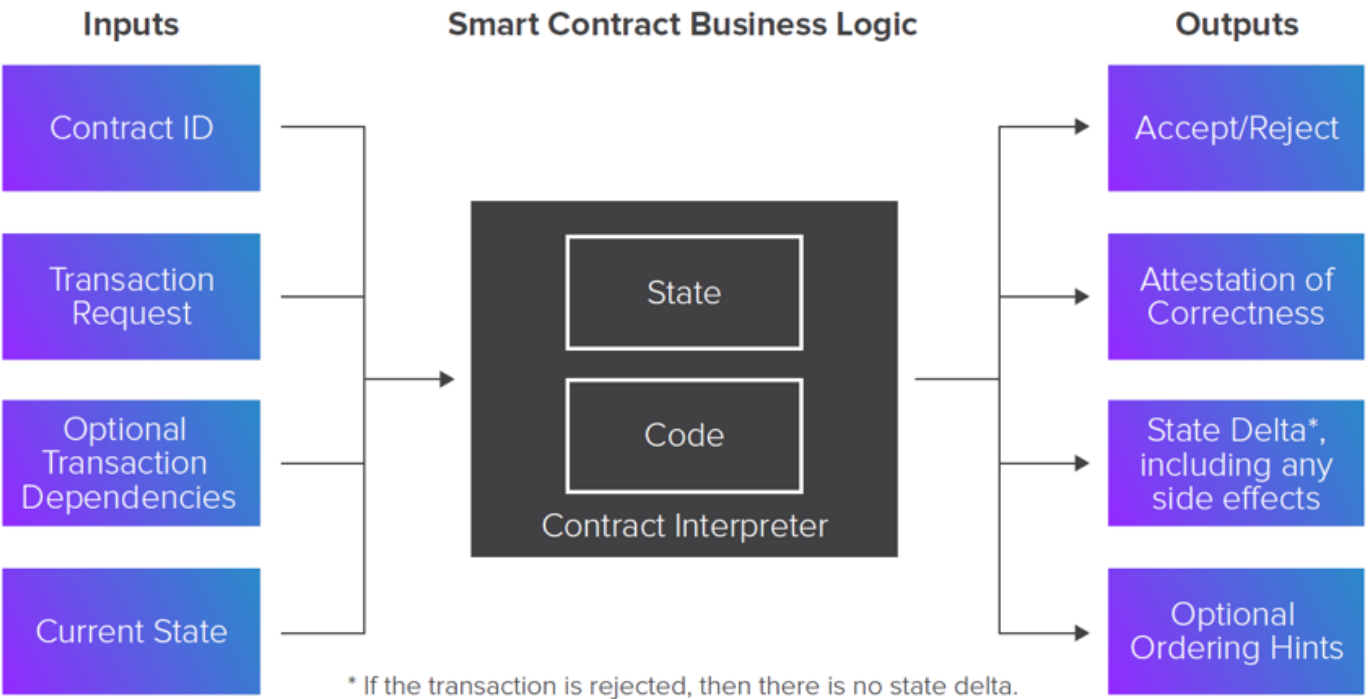 Inputs
Smart Contract Business Logic
Outputs
Contract ID
Transaction
Request
Optional
Transaction
Dependencies
Current State
State
Code
Contract Interpreter
Accept/Reject
Attestation of
Correctness
State Delta*,
including any
side effects
Optional
Ordering Hints
* If the transaction is rejected, then there is no state delta.